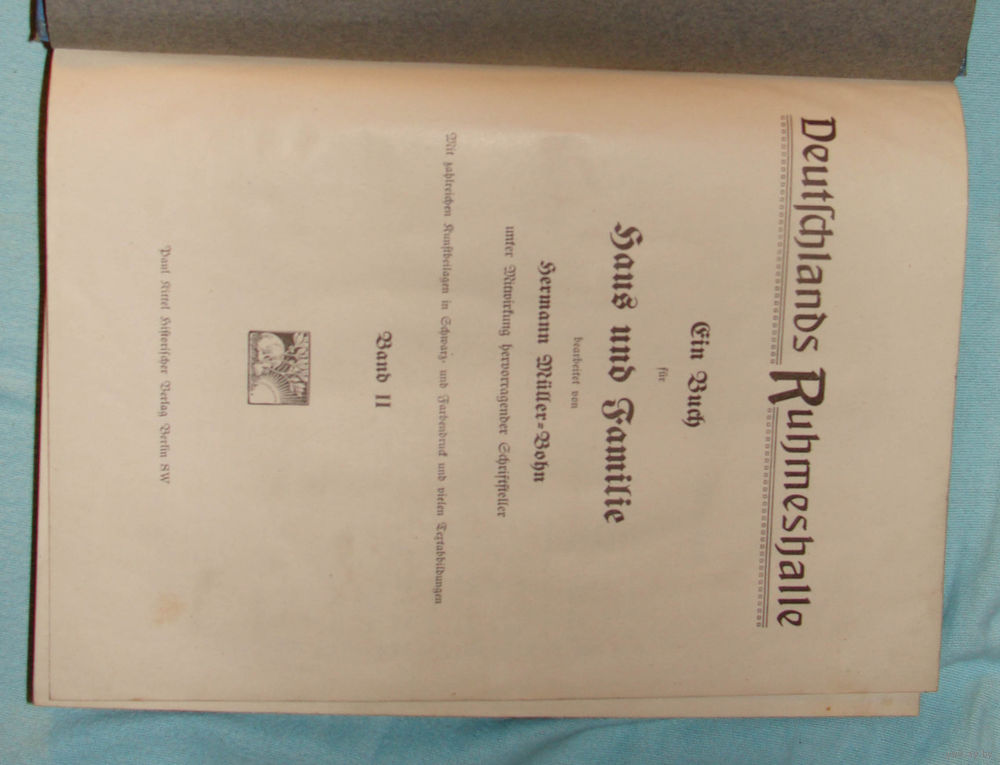 Deutſchlands Ruhmeshalle
Ein Buch
für
Haus und Familie
bearbeitet von
Hermann Müller-Bohn
unter Mitwirkung hervorragender Schriftſteller
Mit zahlreichen Kunſtbeilagen in Schwarz- und Farbendruck und vielen Textabbildungen
Band II
Paul Kittel Hiſtoriſcher Verlag Berlin SW